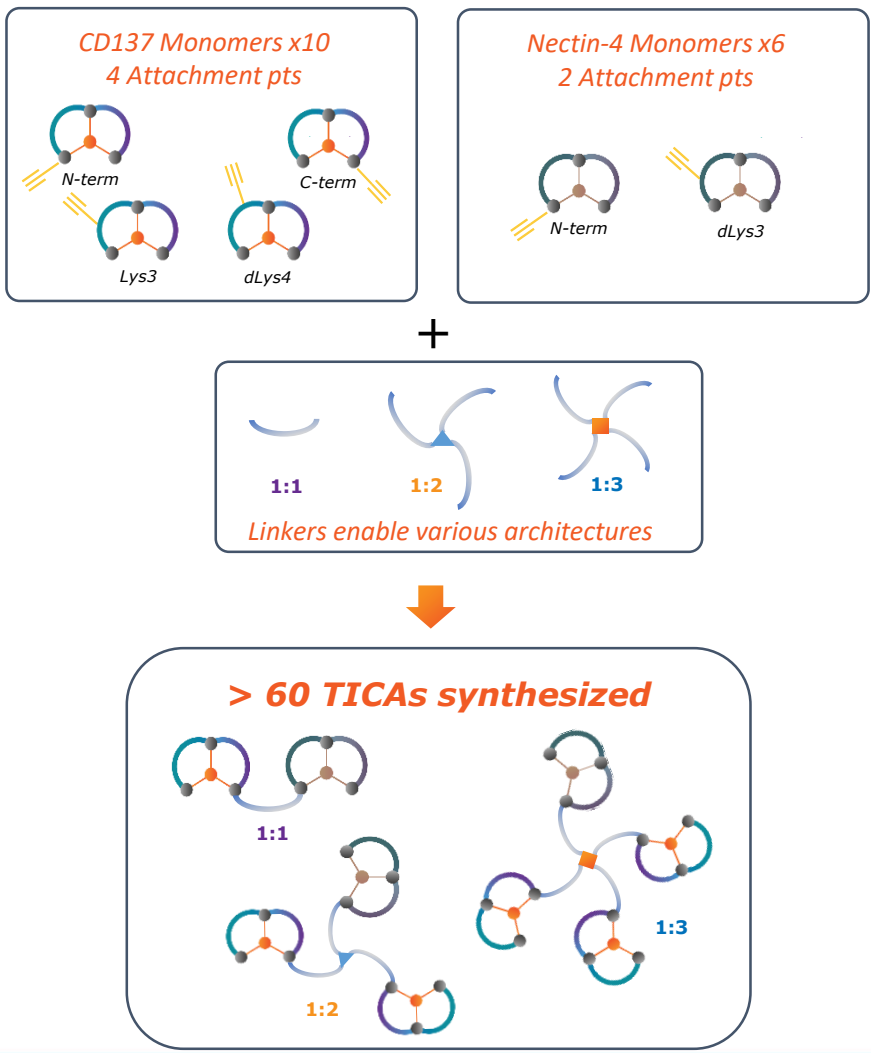 CD137 Monomers x10
4 Attachment pts
N-term
C-term
Lys3
dLys4
Nectin-4 Monomers x6
2 Attachment pts
N-term
dLys3
+
1:1
1:2
1:3
Linkers enable various architectures
> 60 TICAs synthesized
1:1
1:2
1:3